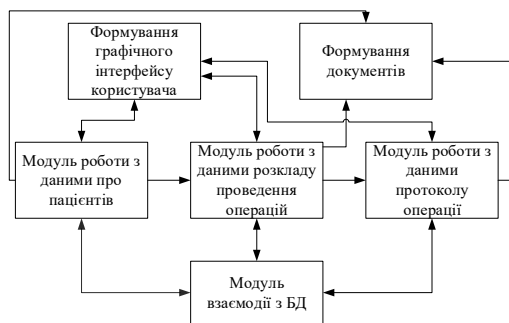 Формування
графічного
інтерфейсу
користувача
Формування
документів
Модуль роботи з
даними про
пацієнтів
Модуль роботи з
даними розкладу
проведення
операцій
Модуль роботи з
даними
протоколу
операції
Модуль
взаємодії з БД